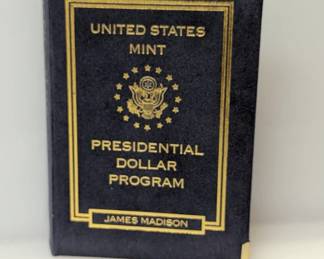 UNITED STATES
MINT
PRESIDENTIAL
DOLLAR
PROGRAM
JAMES MADISON